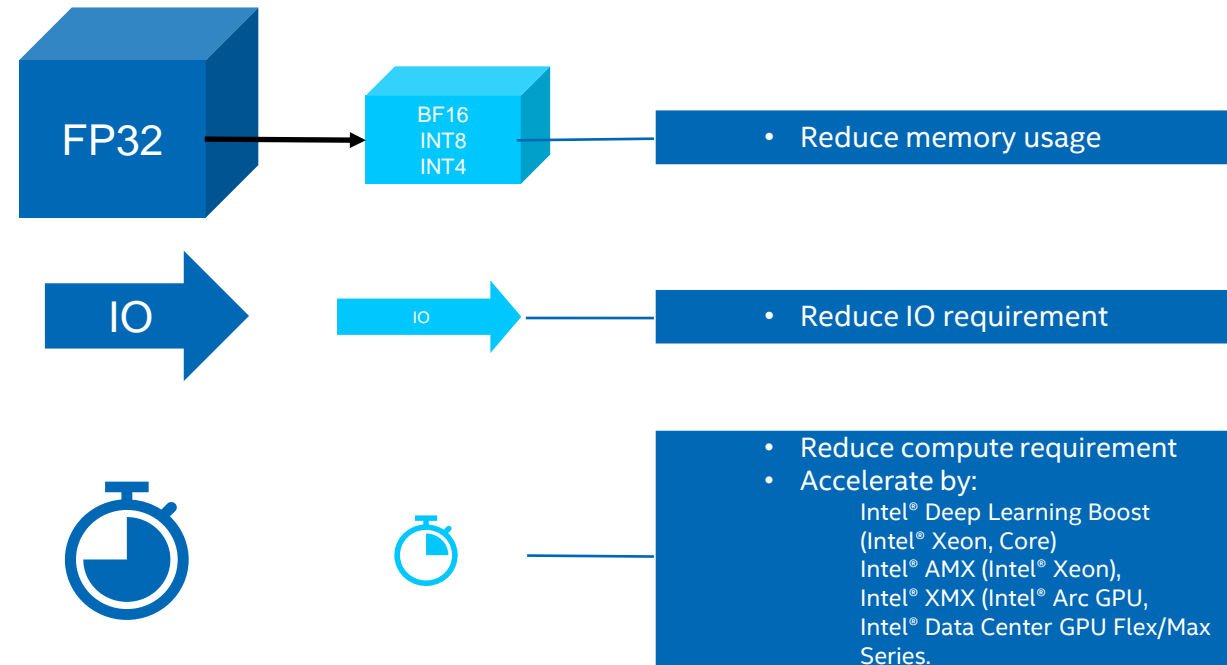 FP32
BF16
INT8
INT4
• Reduce memory usage
IO
IO
• Reduce IO requirement
• Reduce compute requirement
• Accelerate by:
Intel® Deep Learning Boost
(Intel® Xeon, Core)
Intel® AMX (Intel® Xeon),
Intel® XMX (Intel® Arc GPU,
Intel® Data Center GPU Flex/Max
Series.